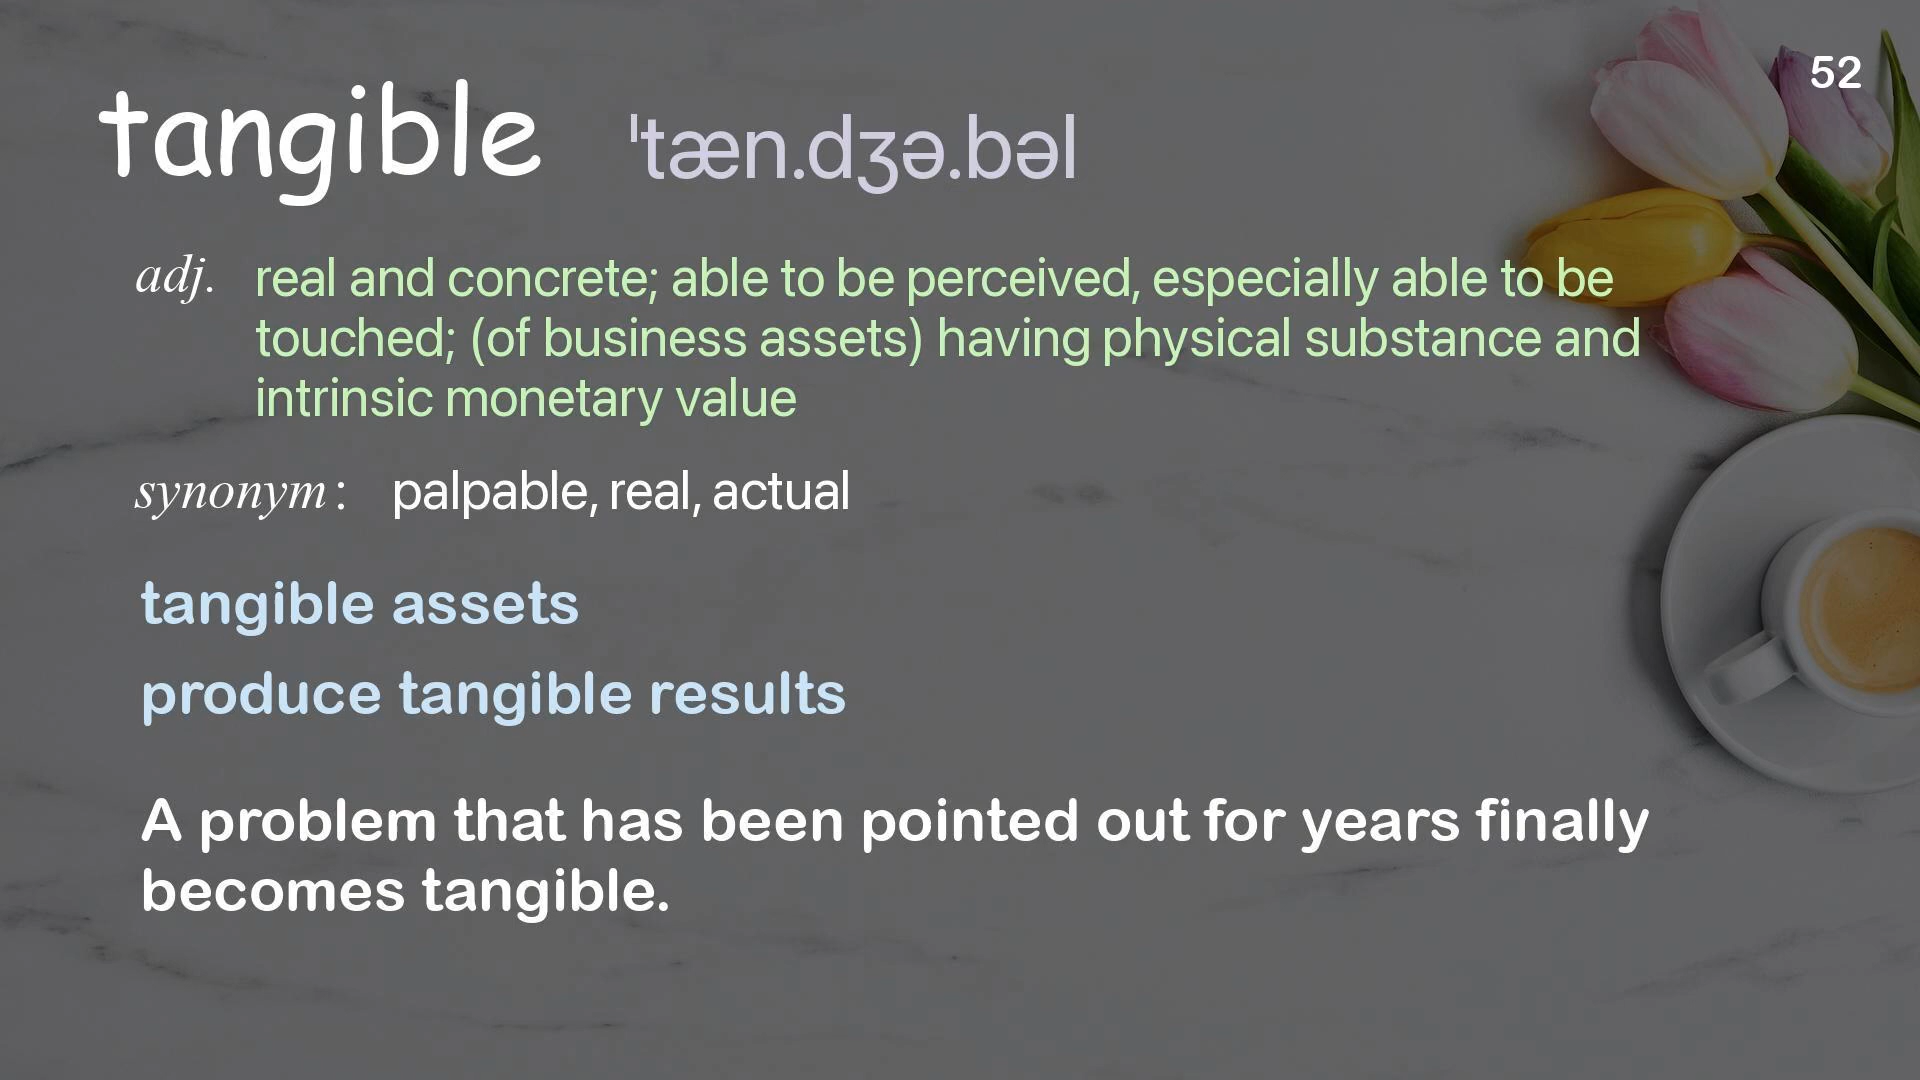 52
tangible ˈtæn.dʒə.bəl
adj. real and concrete; able to be perceived, especially able to be
touched; (of business assets) having physical substance and
intrinsic monetary value
synonym: palpable, real, actual
tangible assets
produce tangible results
A problem that has been pointed out for years finally
becomes tangible.